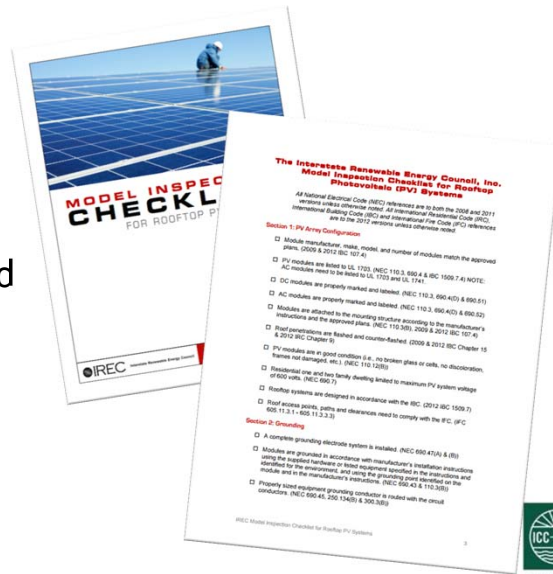 MODEL INSPEC
CHECKL
FOR ROOFTOP P
IREC
d
The Interstate Renewable Energy Council, Inc.
Model Inspection Checklist for Rooftop
Photovoltaic (PV) Systems
All National Electrical Code (NEC) references are to both the 2008 and 2011
versions unless otherwise noted. All International Residential Code (IRC),
International Building Code (IBC) and International Fire Code (IFC) references
are to the 2012 versions unless otherwise noted.
Section 1: PV Array Configuration
Module manufacturer, make, model, and number of modules match the approved
plans. (2009 & 2012 IBC 107.4)
PV modules are listed to UL 1703. (NEC 110.3, 690.4 & IBC 1509.7.4) NOTE:
AC modules need to be listed to UL 1703 and UL 1741.
DC modules are properly marked and labeled. (NEC 110.3, 690.4(D) & 690.51)
AC modules are properly marked and labeled. (NEC 110.3, 690.4(D) & 690.52)
Modules are attached to the mounting structure according to the manufacturer's
instructions and the approved plans. (NEC 110.3(B), 2009 & 2012 IBC 107.4)
Roof penetrations are flashed and counter-flashed. (2009 & 2012 IBC Chapter 15
& 2012 IRC Chapter 9)
PV modules are in good condition (i.e., no broken glass or cells, no discoloration,
frames not damaged, etc.). (NEC 110.12(B))
Residential one and two family dwelling limited to maximum PV system voltage
of 600 volts. (NEC 690.7)
Rooftop systems are designed in accordance with the IBC. (2012 IBC 1509.7)
Roof access points, paths and clearances need to comply with the IFC. (IFC
605.11.3.1 - 605.11.3.3.3)
Section 2: Grounding
A complete grounding electrode system is installed. (NEC 690.47(A) & (B))
Modules are grounded in accordance with manufacturer's installation instructions
using the supplied hardware or listed equipment specified in the instructions and
identified for the environment, and using the grounding point identified on the
module and in the manufacturer's instructions. (NEC 690.43 & 110.3(B))
Properly sized equipment grounding conductor is routed with the circuit
conductors. (NEC 690.45, 250.134(B) & 300.3(B))
IREC Model Inspection Checklist for Rooftop PV Systems
3
ICC-